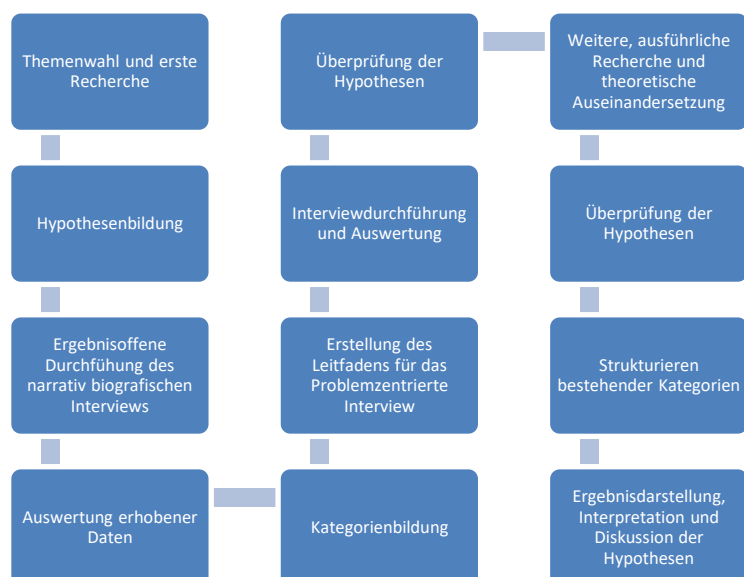 Themenwahl und erste
Recherche
Hypothesenbildung
Ergebnisoffene
Durchfühung des
narrativ biografischen
Interviews
Auswertung erhobener
Daten
Kategorienbildung
Erstellung des
Leitfadens für das
Problemzentrierte
Interview
Interviewdurchführung
und Auswertung
Überprüfung der
Hypothesen
Weitere, ausführliche
Recherche und
theoretische
Auseinandersetzung
Überprüfung der
Hypothesen
Strukturieren
bestehender Kategorien
Ergebnisdarstellung,
Interpretation und
Diskussion der
Hypothesen